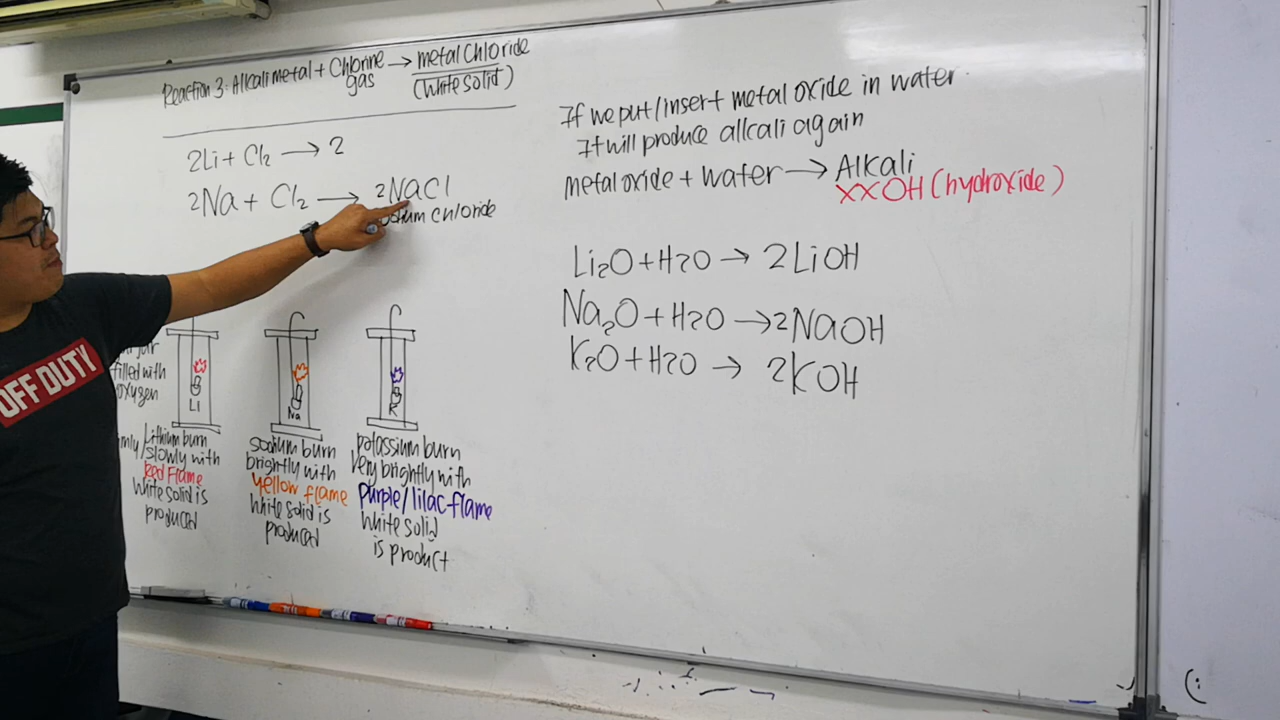 Reaction 3: Alkali metal + Chlorine gas → metal Chloride
(White solid)
2Li + Cl₂ → 2
2Na + Cl₂ → 2NaCl
chloride
filled with
oxygen
Li
Na
K
Lithium burn
slowly with
Red Flame
White solid is
produced
sodium burn
brightly with
Yellow flame
White solid is
produced
potassium burn
Very brightly with
Purple/lilac flame
White solid
is product
If we put/insert metal oxide in water.
It will produce allcali again
metal oxide + water → Alkali
XXOH (hydroxide)
Li₂O + H2O → 2LiOH
Na₂O + H2O → 2NaOH
K₂O + H2O → 2KOH
OFF DUTY
(: